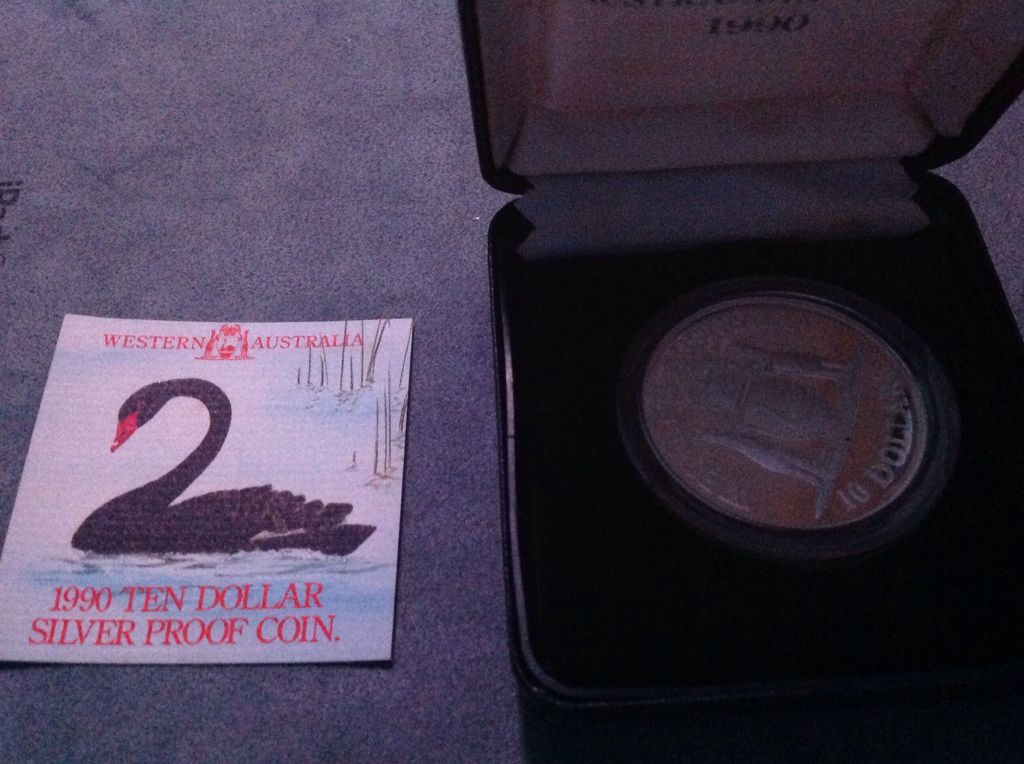 WESTERN AUSTRALIA
1990 TEN DOLLAR
SILVER PROOF COIN.
1990
10 DOLLARS